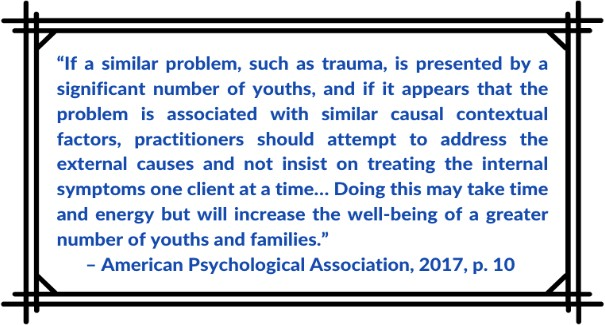 “If a similar problem, such as trauma, is presented by a
significant number of youths, and if it appears that the
problem is associated with similar causal contextual
factors, practitioners should attempt to address the
external causes and not insist on treating the internal
symptoms one client at a time... Doing this may take time
and energy but will increase the well-being of a greater
number of youths and families.”
– American Psychological Association, 2017, p. 10